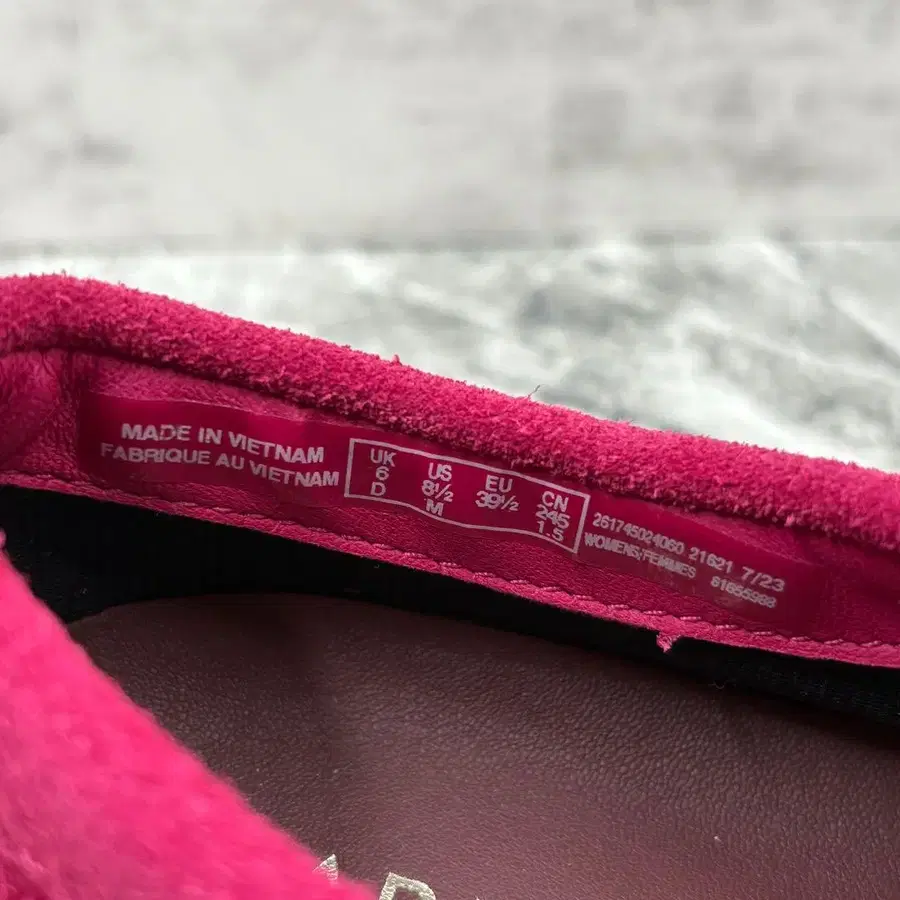 MADE IN VIETNAM
FABRIQUE AU VIETNAM
UK US EU CN
6 8½ 39½ 245
D M 1.5
261745024060 21621 7/23
WOMENS/FEMMES 61655988